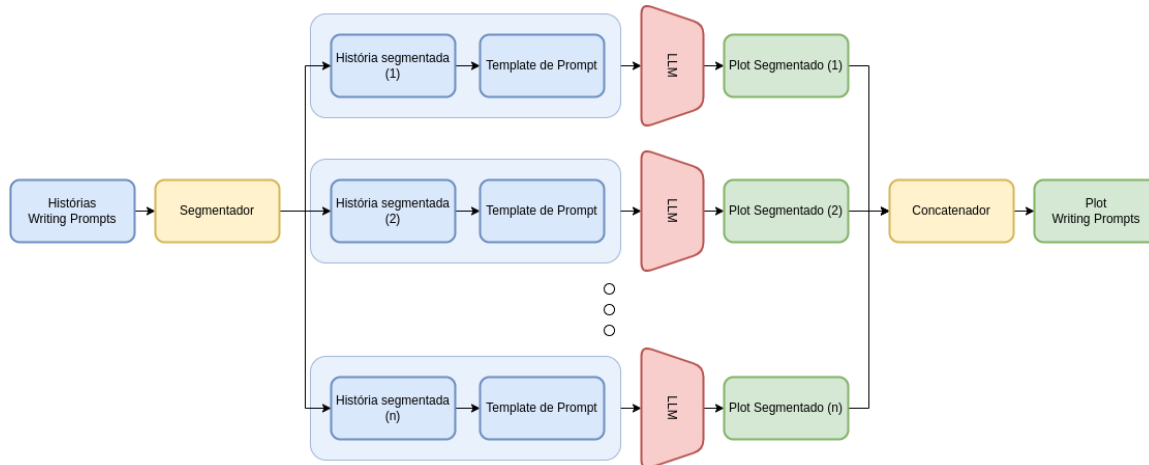 Histórias
Writing Prompts
Segmentador
História segmentada
(1)
Template de Prompt
LLM
Plot Segmentado (1)
História segmentada
(2)
Template de Prompt
LLM
Plot Segmentado (2)
História segmentada
(n)
Template de Prompt
LLM
Plot Segmentado (n)
Concatenador
Plot
Writing Prompts